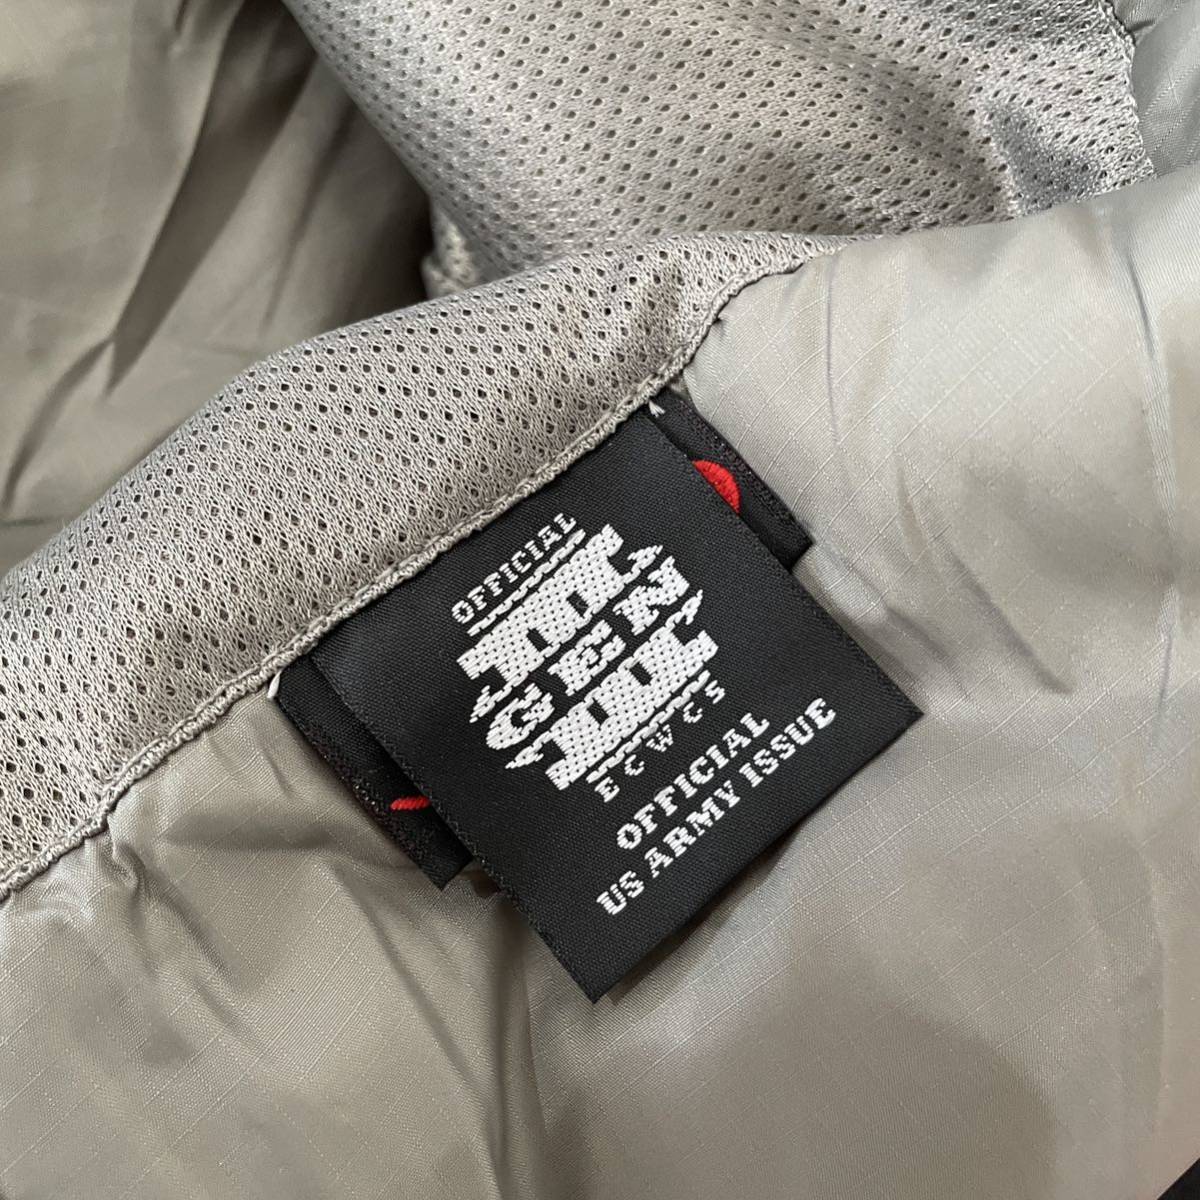 OFFICIAL
III
GEN
III
ECWCS
OFFICIAL
US ARMY ISSUE